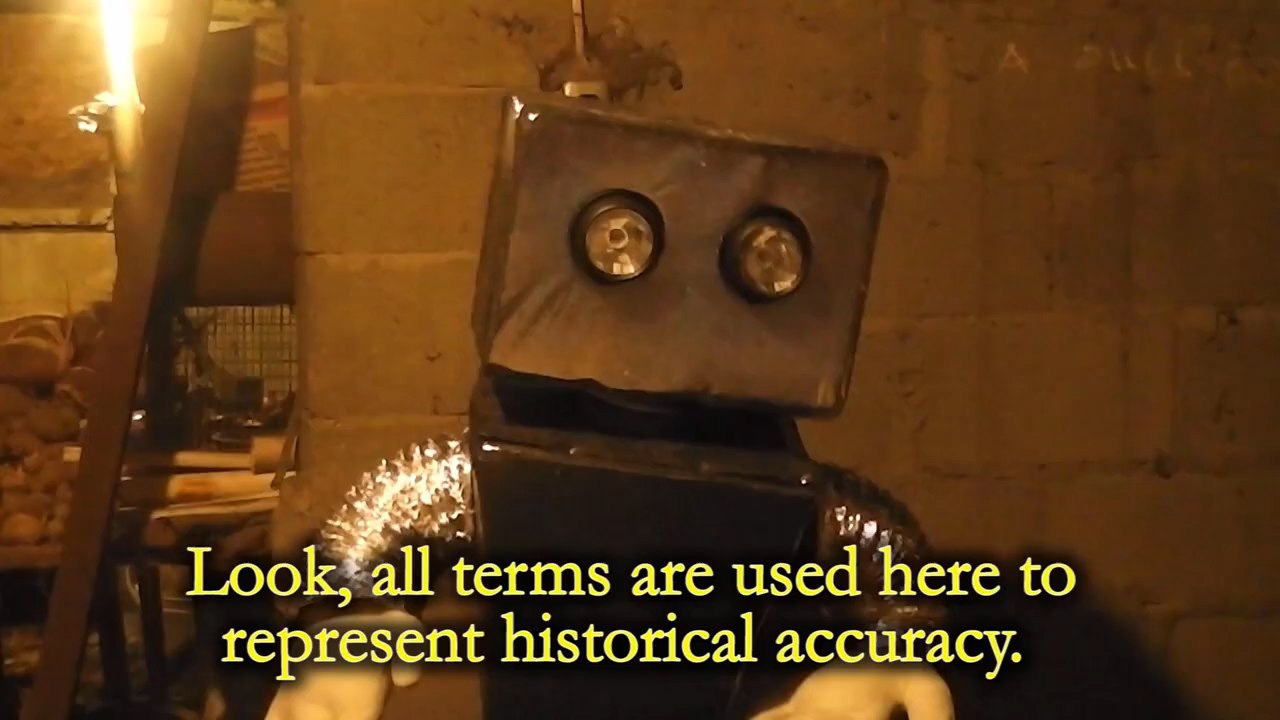 Look, all terms are used here to
represent historical accuracy.